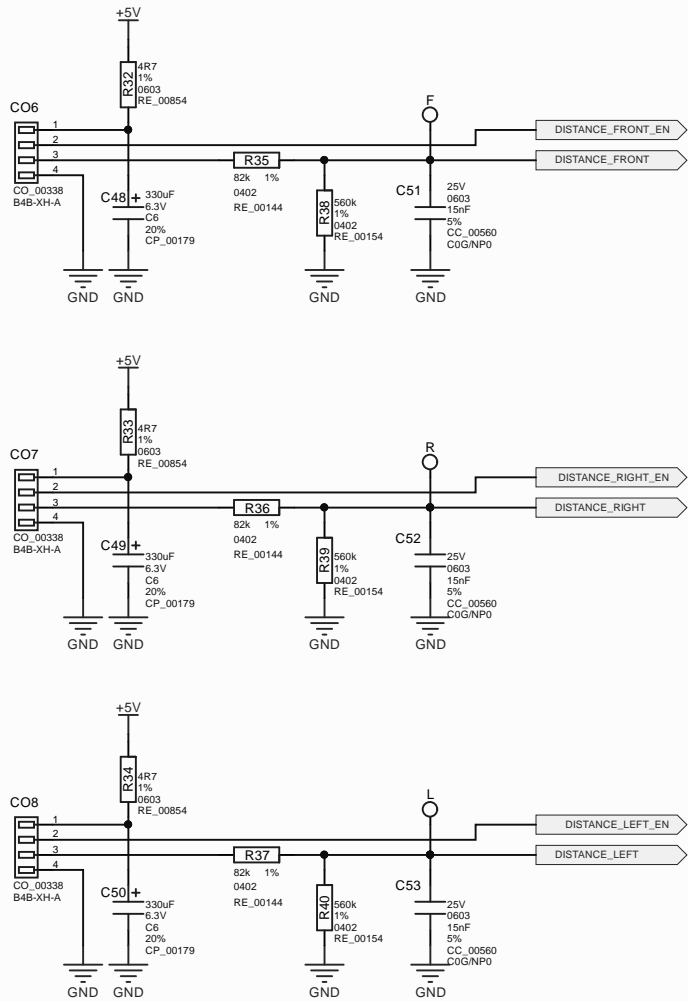 +5V
R32
4R7
1%
0603
RE_00854
CO6
1
2
3
4
CO_00338
B4B-XH-A
C48
+
330uF
6.3V
C6
20%
CP_00179
R35
82k 1%
0402
RE_00144
R38
560k
1%
0402
RE_00154
F
C51
25V
0603
15nF
5%
CC_00560
C0G/NP0
DISTANCE_FRONT_EN
DISTANCE_FRONT
GND
GND
GND
GND
+5V
R33
4R7
1%
0603
RE_00854
CO7
1
2
3
4
CO_00338
B4B-XH-A
C49
+
330uF
6.3V
C6
20%
CP_00179
R36
82k 1%
0402
RE_00144
R39
560k
1%
0402
RE_00154
R
C52
25V
0603
15nF
5%
CC_00560
C0G/NP0
DISTANCE_RIGHT_EN
DISTANCE_RIGHT
GND
GND
GND
GND
+5V
R34
4R7
1%
0603
RE_00854
CO8
1
2
3
4
CO_00338
B4B-XH-A
C50
+
330uF
6.3V
C6
20%
CP_00179
R37
82k 1%
0402
RE_00144
R40
560k
1%
0402
RE_00154
L
C53
25V
0603
15nF
5%
CC_00560
C0G/NP0
DISTANCE_LEFT_EN
DISTANCE_LEFT
GND
GND
GND
GND